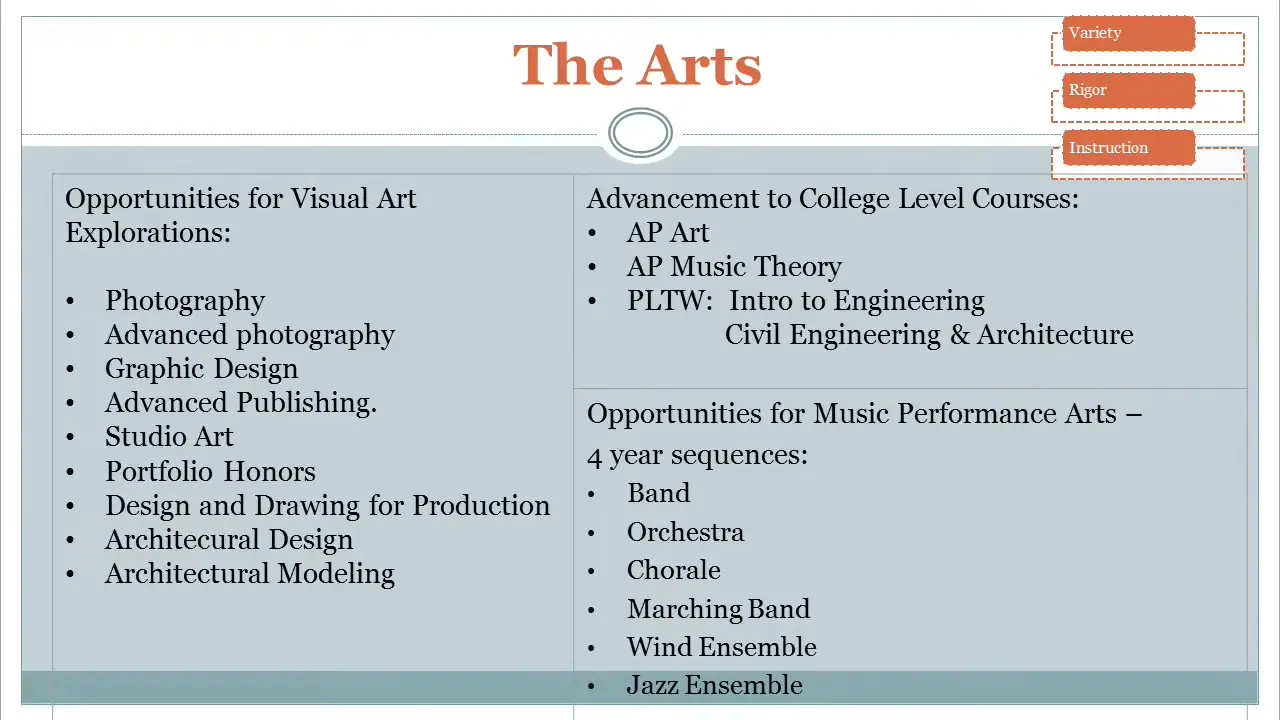 The Arts
Variety
Rigor
Instruction
Opportunities for Visual Art
Explorations:
• Photography
• Advanced photography
• Graphic Design
• Advanced Publishing.
• Studio Art
• Portfolio Honors
• Design and Drawing for Production
• Architecural Design
• Architectural Modeling
Advancement to College Level Courses:
• AP Art
• AP Music Theory
• PLTW: Intro to Engineering
Civil Engineering & Architecture
Opportunities for Music Performance Arts –
4 year sequences:
• Band
• Orchestra
• Chorale
• Marching Band
• Wind Ensemble
• Jazz Ensemble